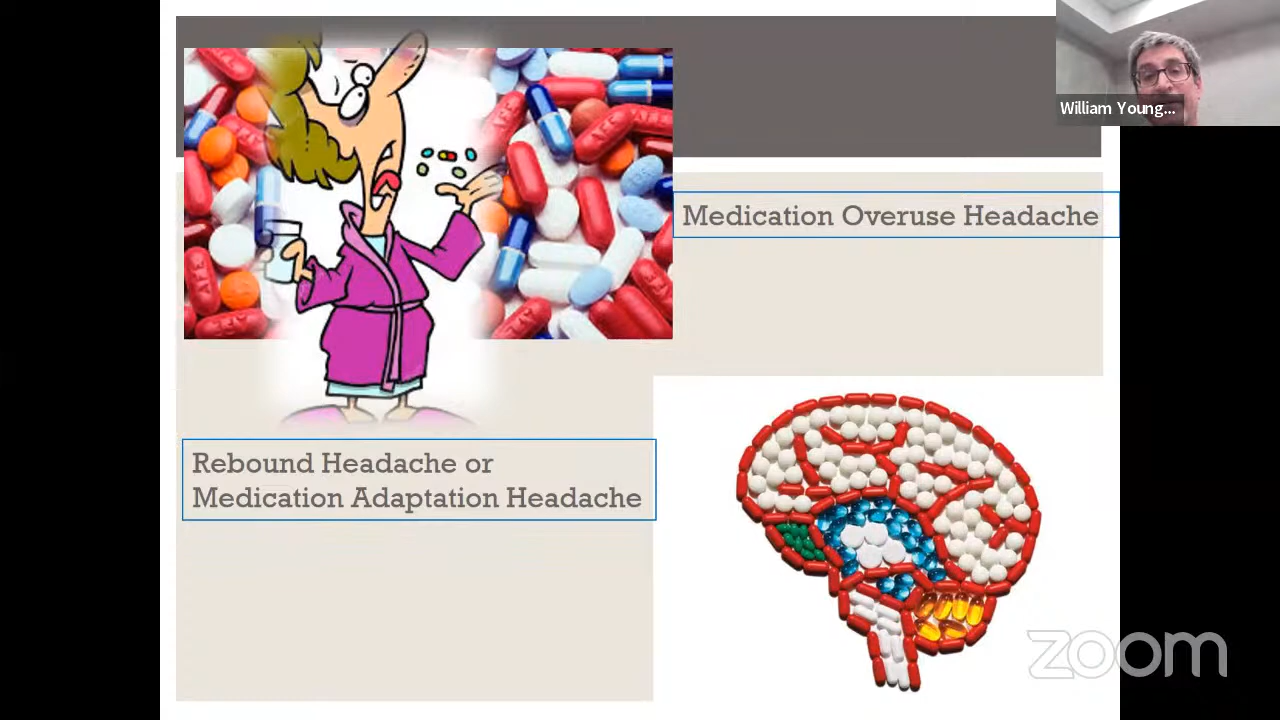 William Young...
Medication Overuse Headache
Rebound Headache or
Medication Adaptation Headache
zoom